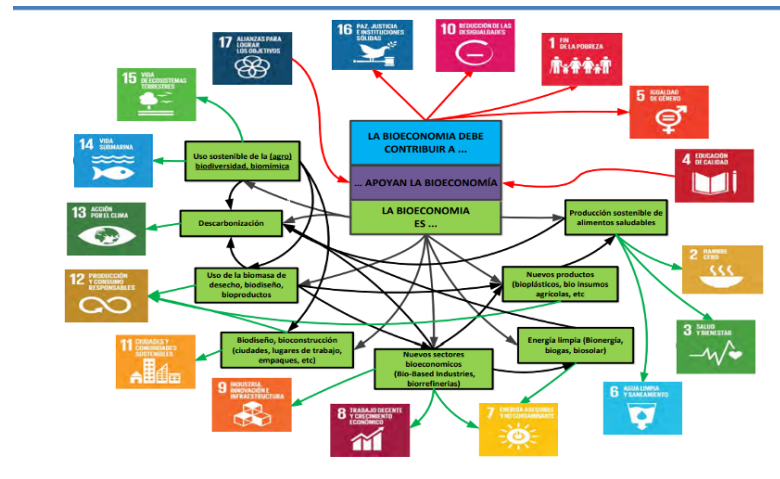 17 ALIANZAS PARA
LOGRAR
LOS OBJETIVOS
16 PAZ, JUSTICIA
E INSTITUCIONES
SÓLIDAS
10 REDUCCIÓN DE LAS
DESIGUALDADES
1 FIN
DE LA POBREZA
5 IGUALDAD
DE GÉNERO
4 EDUCACIÓN
DE CALIDAD
15 VIDA
DE ECOSISTEMAS
TERRESTRES
14 VIDA
SUBMARINA
13 ACCIÓN
POR EL CLIMA
12 PRODUCCIÓN
Y CONSUMO
RESPONSABLES
11 CIUDADES Y
COMUNIDADES
SOSTENIBLES
9 INDUSTRIA,
INNOVACIÓN E
INFRAESTRUCTURA
8 TRABAJO DECENTE
Y CRECIMIENTO
ECONÓMICO
7 ENERGÍA ASEQUIBLE
Y NO CONTAMINANTE
6 AGUA LIMPIA
Y SANEAMIENTO
3 SALUD
Y BIENESTAR
2 HAMBRE
CERO
LA BIOECONOMIA DEBE
CONTRIBUIR A ...
... APOYAN LA BIOECONOMÍA
LA BIOECONOMIA
ES ...
Uso sostenible de la (agro)
biodiversidad, biomímica
Descarbonización
Uso de la biomasa de
desecho, biodiseño,
bioproductos
Biodiseño, bioconstrucción
(ciudades, lugares de trabajo,
empaques, etc)
Nuevos sectores
bioeconomicos
(Bio-Based Industries,
biorrefinerias)
Energía limpia (Bionergía,
biogas, biosolar)
Nuevos productos
(bioplásticos, bio insumos
agrícolas, etc
Producción sostenible de
alimentos saludables